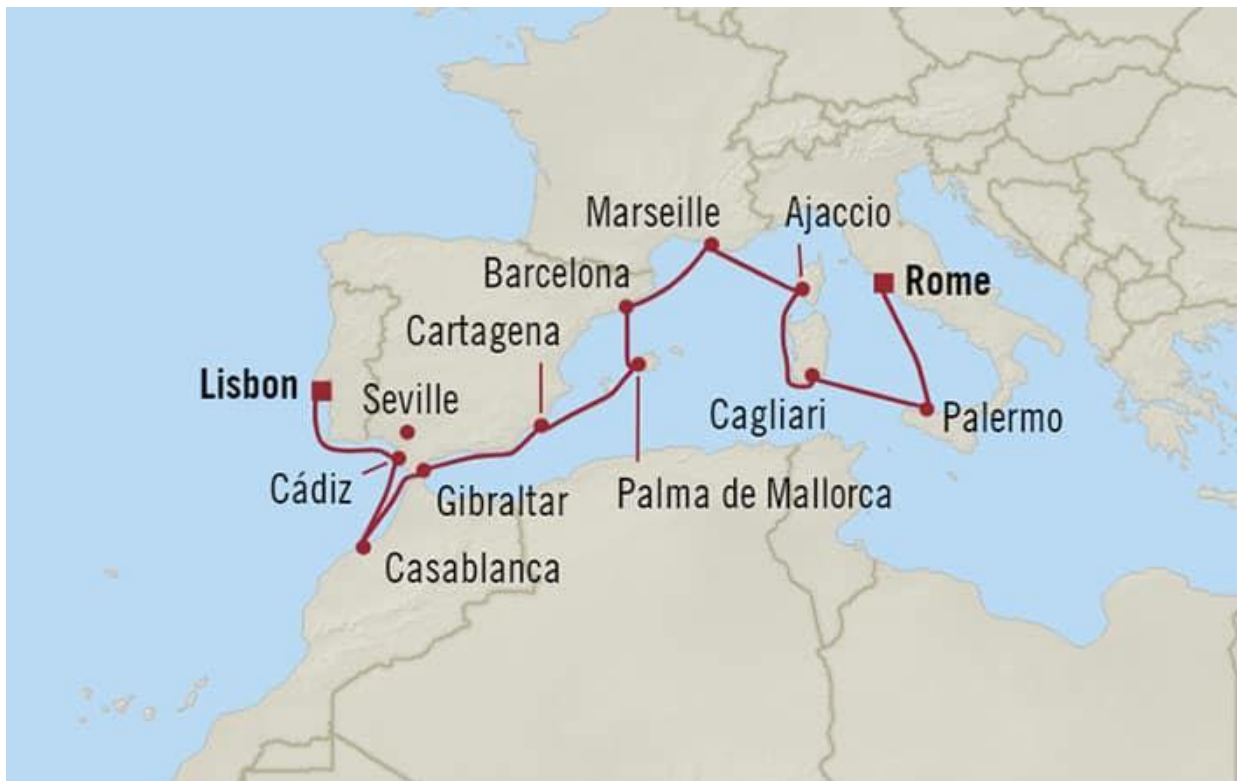 Marseille
Ajaccio
Barcelona
Rome
Cartagena
Lisbon
Seville
Cagliari
Palermo
Cádiz
Gibraltar
Palma de Mallorca
Casablanca